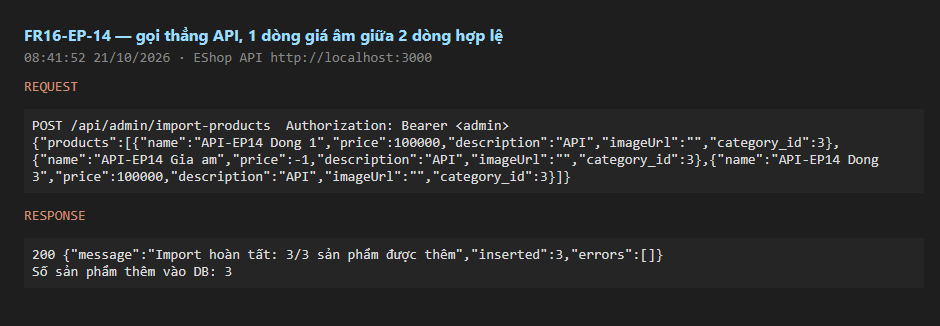 FR16-EP-14 — gọi thẳng API, 1 dòng giá âm giữa 2 dòng hợp lệ
08:41:52 21/10/2026 · EShop API http://localhost:3000
REQUEST
POST /api/admin/import-products  Authorization: Bearer <admin>
{"products":[{"name":"API-EP14 Dong 1","price":100000,"description":"API","imageUrl":"","category_id":3},
{"name":"API-EP14 Gia am","price":-1,"description":"API","imageUrl":"","category_id":3},{"name":"API-EP14 Dong
3","price":100000,"description":"API","imageUrl":"","category_id":3}]}
RESPONSE
200 {"message":"Import hoàn tất: 3/3 sản phẩm được thêm","inserted":3,"errors":[]}
Số sản phẩm thêm vào DB: 3